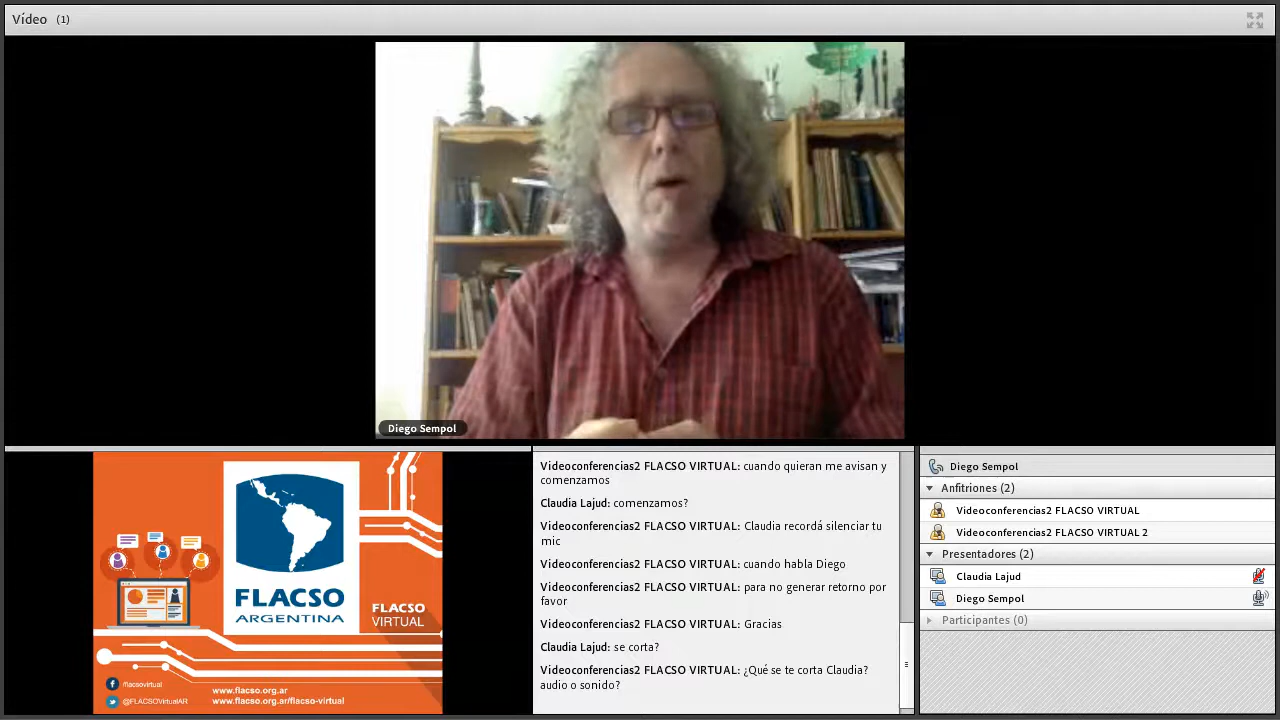 Vídeo (1)
Diego Sempol
FLACSO
ARGENTINA
FLACSO
VIRTUAL
flacsovirtual
@FLACSOVirtualAR
www.flacso.org.ar
www.flacso.org.ar/flacso-virtual
Videoconferencias2 FLACSO VIRTUAL: cuando quieran me avisan y
comenzamos
Claudia Lajud: comenzamos?
Videoconferencias2 FLACSO VIRTUAL: Claudia recordá silenciar tu
mic
Videoconferencias2 FLACSO VIRTUAL: cuando habla Diego
Videoconferencias2 FLACSO VIRTUAL: para no generar retorno por
favor
Videoconferencias2 FLACSO VIRTUAL: Gracias
Claudia Lajud: se corta?
Videoconferencias2 FLACSO VIRTUAL: ¿Qué se te corta Claudia?
audio o sonido?
Diego Sempol
Anfitriones (2)
Videoconferencias2 FLACSO VIRTUAL
Videoconferencias2 FLACSO VIRTUAL 2
Presentadores (2)
Claudia Lajud
Diego Sempol
Participantes (0)